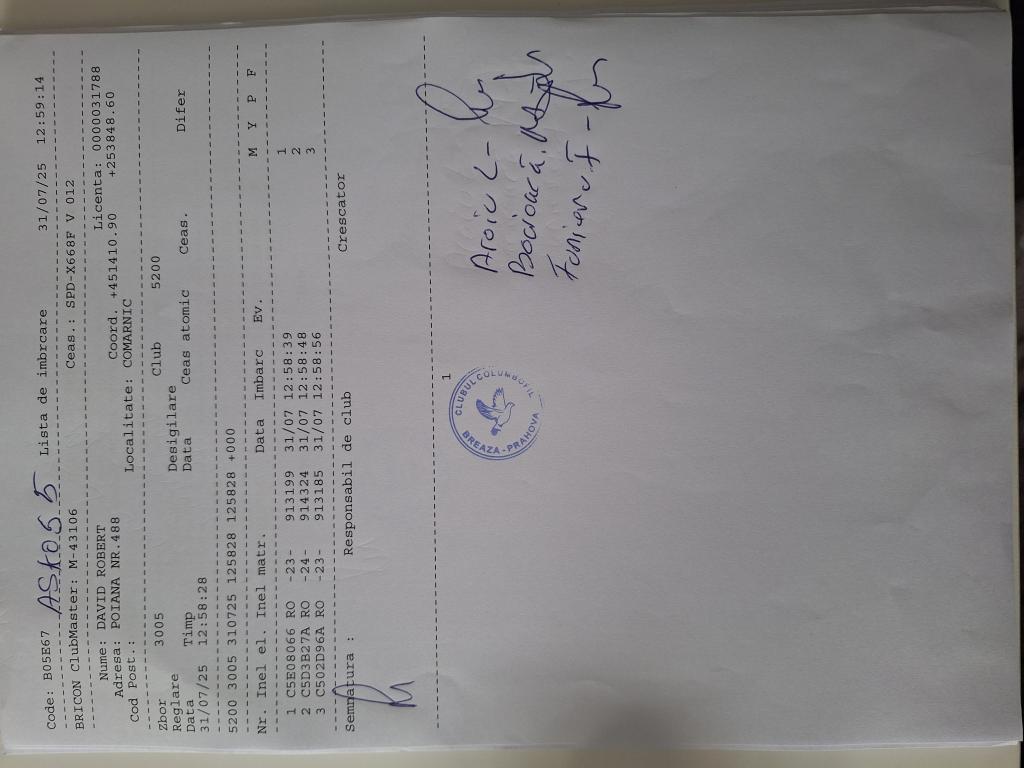 Code: B05E67 ASKO5 5 Lista de imbrcare 31/07/25 12:59:14
BRICON ClubMaster: M-43106 Ceas.: SPD-X668F V 012
Nume: DAVID ROBERT Licenta: 0000031788
Adresa: POIANA NR.488 Coord. +451410.90 +253848.60
Cod Post.: Localitate: COMARNIC
Zbor 3005 Club 5200
Reglare Desigilare
Data Timp Data Ceas atomic Ceas. Difer
31/07/25 12:58:28
5200 3005 310725 125828 125828 +000
Nr. Inel el. Inel matr. Data Imbarc Ev. M Y P F
1 C5E08066 RO -23- 913199 31/07 12:58:39 1
2 C5D3B27A RO -24- 914324 31/07 12:58:48 2
3 C502D96A RO -23- 913185 31/07 12:58:56 3
Semnatura : Responsabil de club Crescator
1
CLUBUL COLUMBOFIL
BREAZA-PRAHOVA